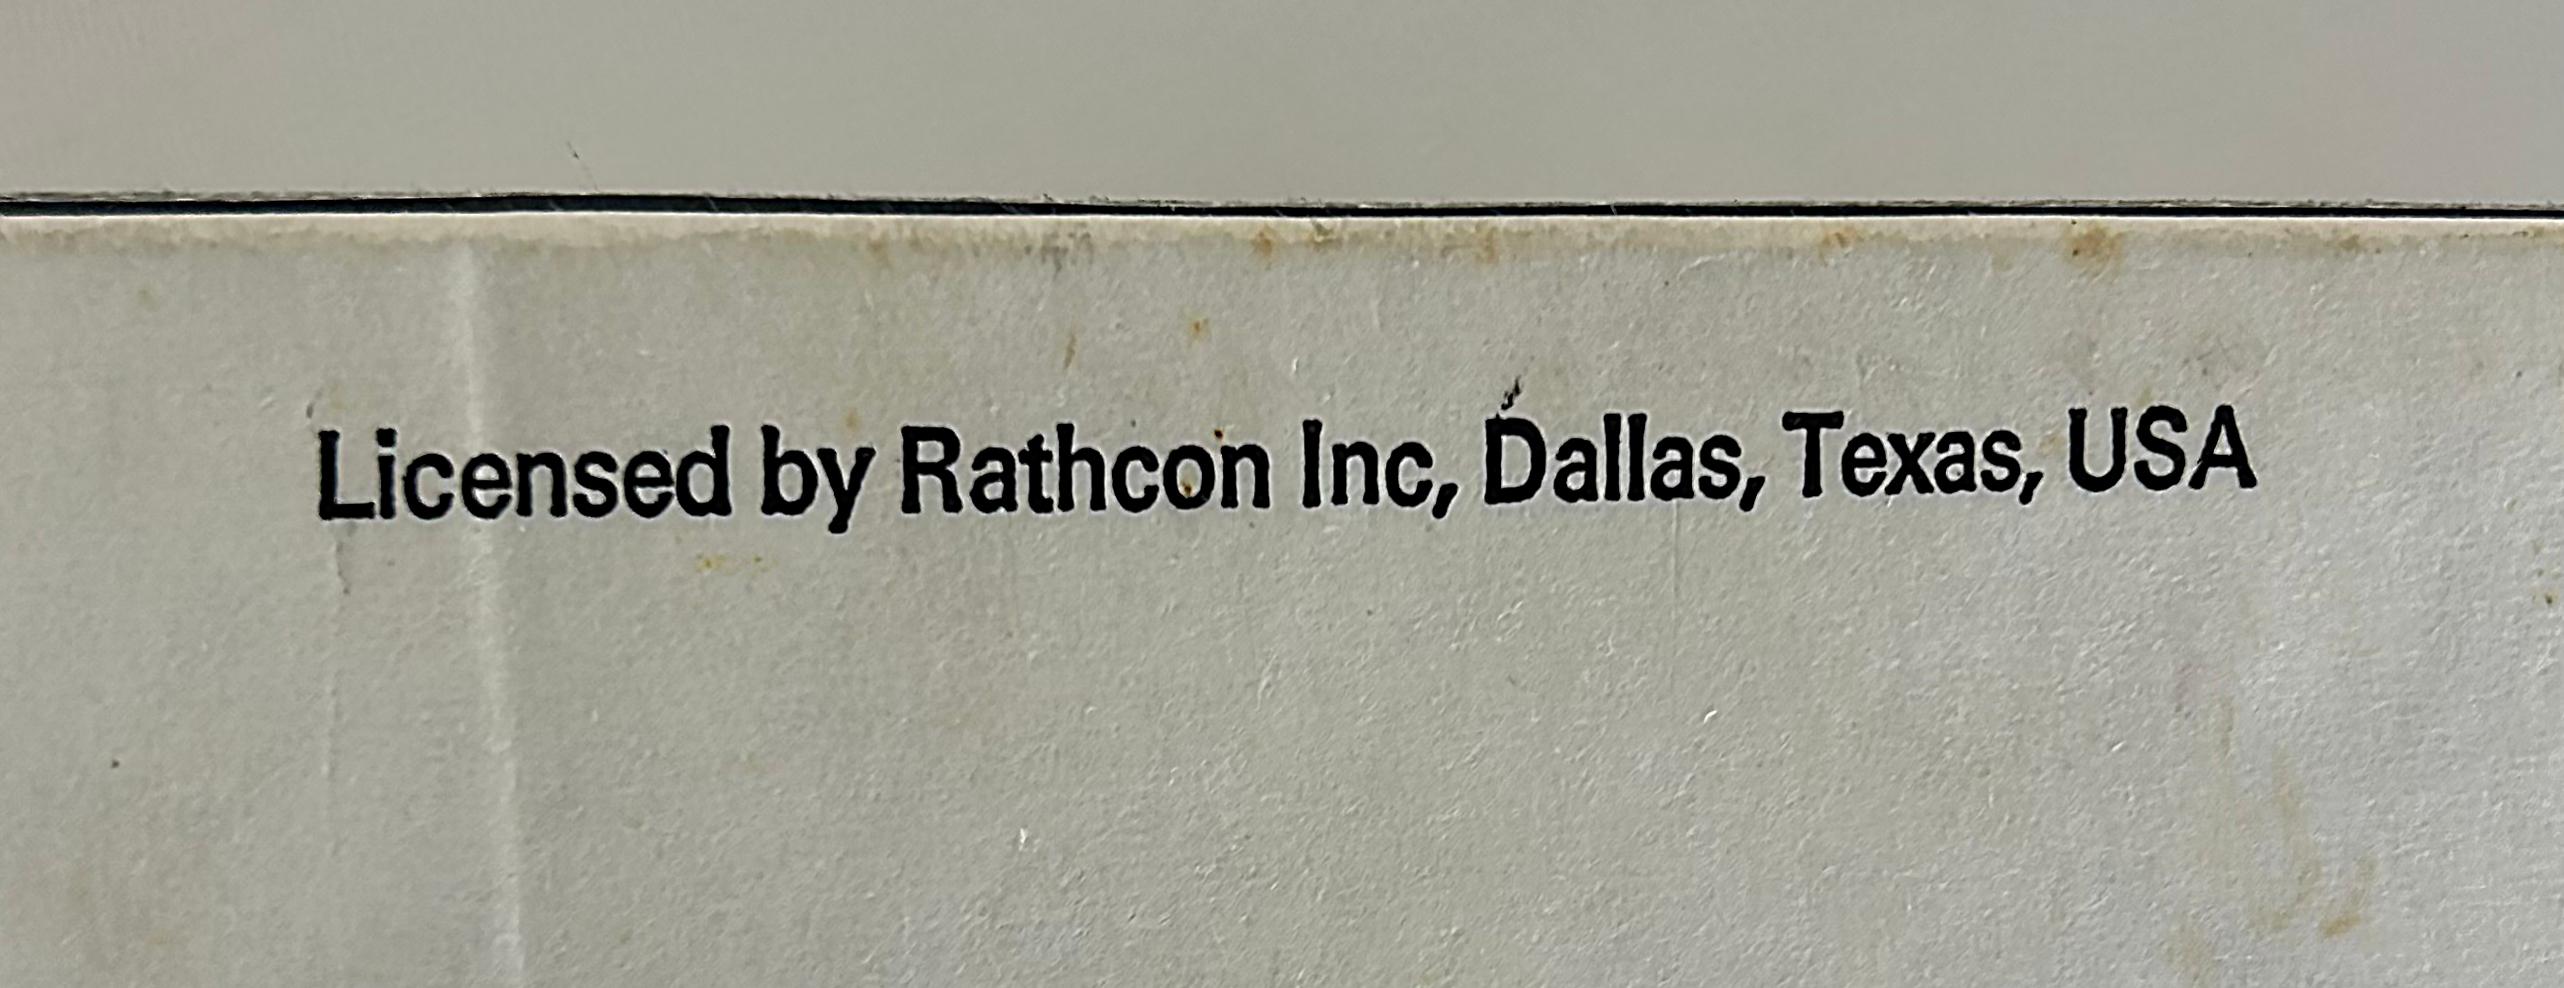 Licensed by Rathcon Inc, Dallas, Texas, USA